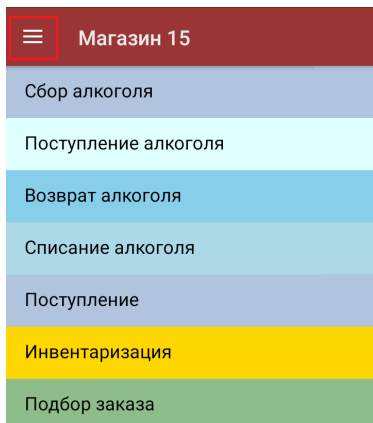 Магазин 15
Сбор алкоголя
Поступление алкоголя
Возврат алкоголя
Списание алкоголя
Поступление
Инвентаризация
Подбор заказа